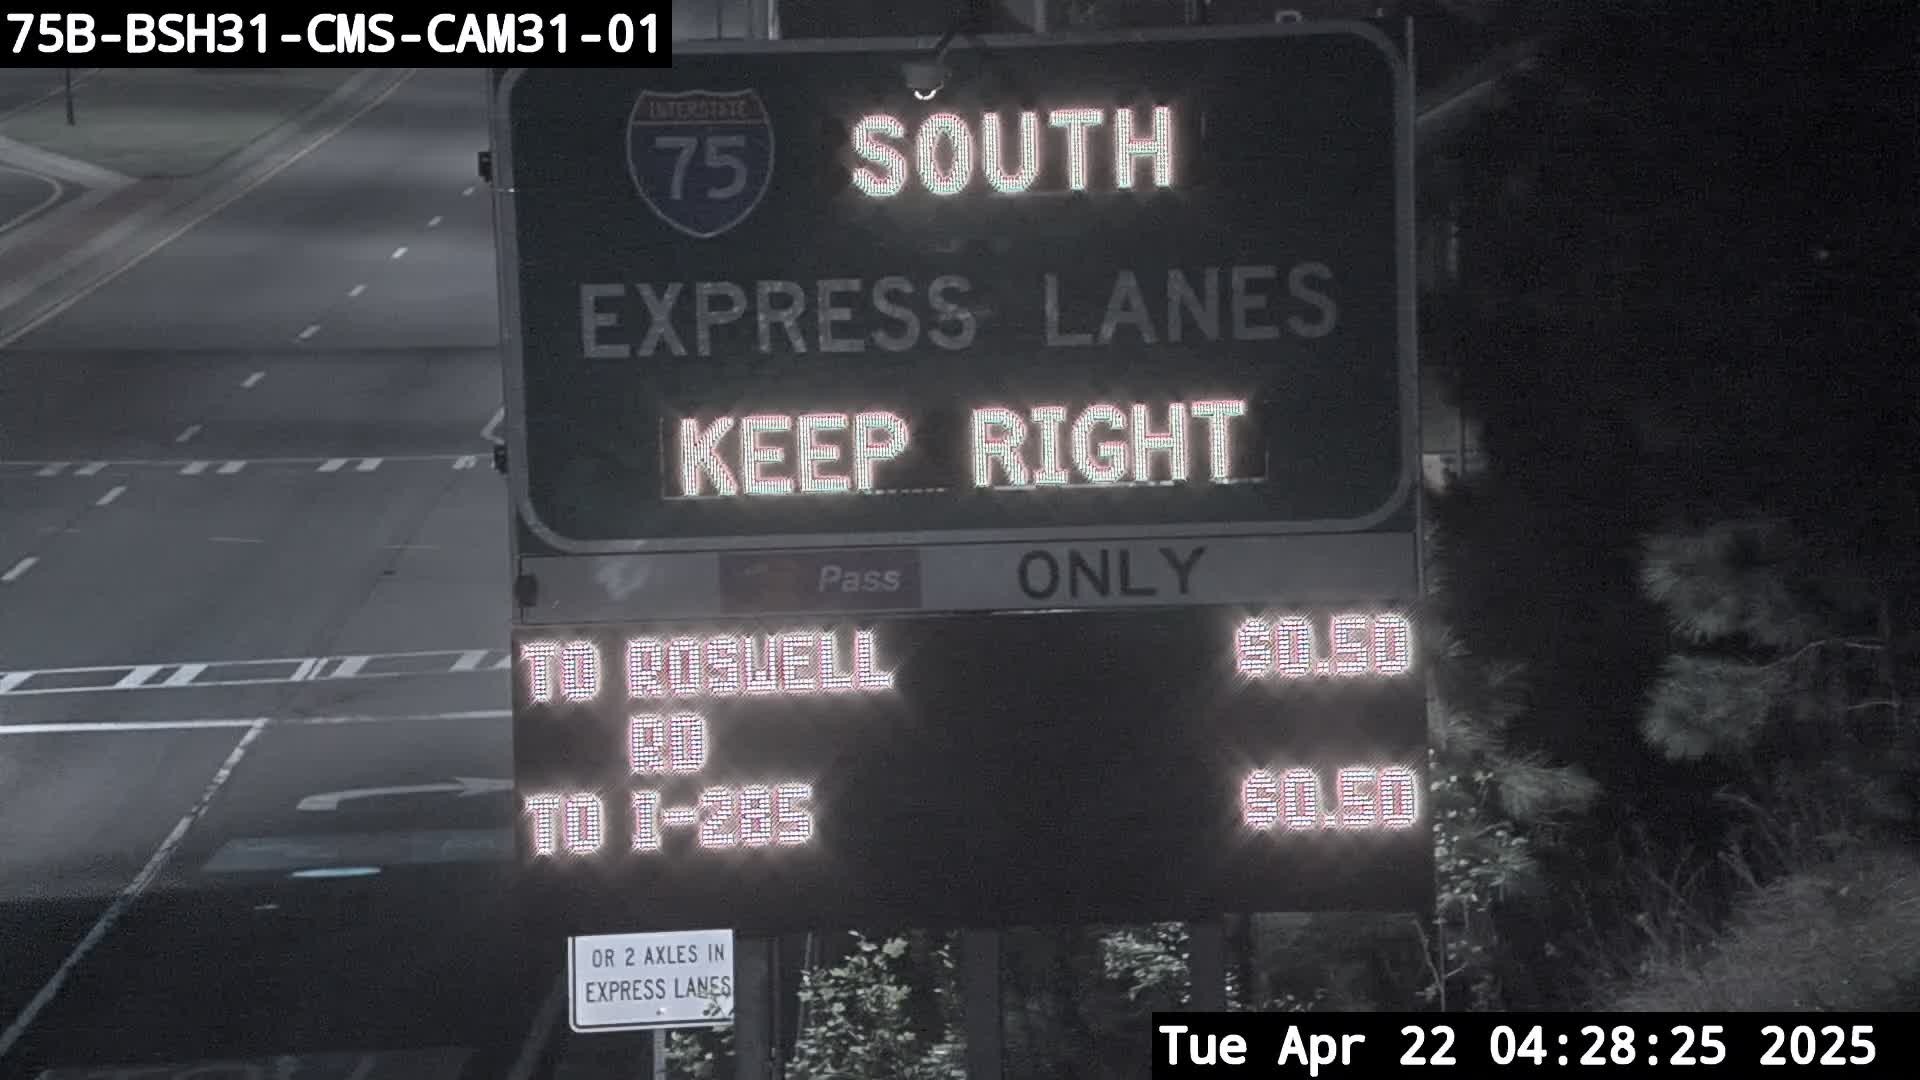 75B-BSH31-CMS-CAM31-01
INTERSTATE
75
SOUTH
EXPRESS LANES
KEEP RIGHT
Pass ONLY
TO ROSWELL $0.50
RD
TO I-285 $0.50
OR 2 AXLES IN
EXPRESS LANES
Tue Apr 22 04:28:25 2025